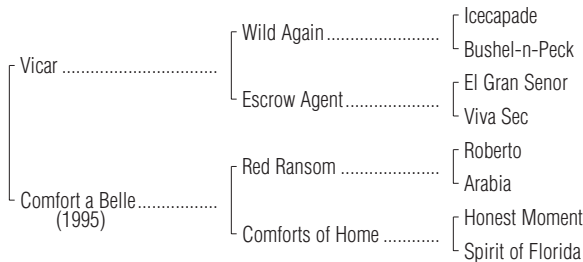 Icecapade
Wild Again
Bushel-n-Peck
Vicar
El Gran Senor
Escrow Agent
Viva Sec
Roberto
Red Ransom
Arabia
Comfort a Belle
(1995)
Honest Moment
Comforts of Home
Spirit of Florida